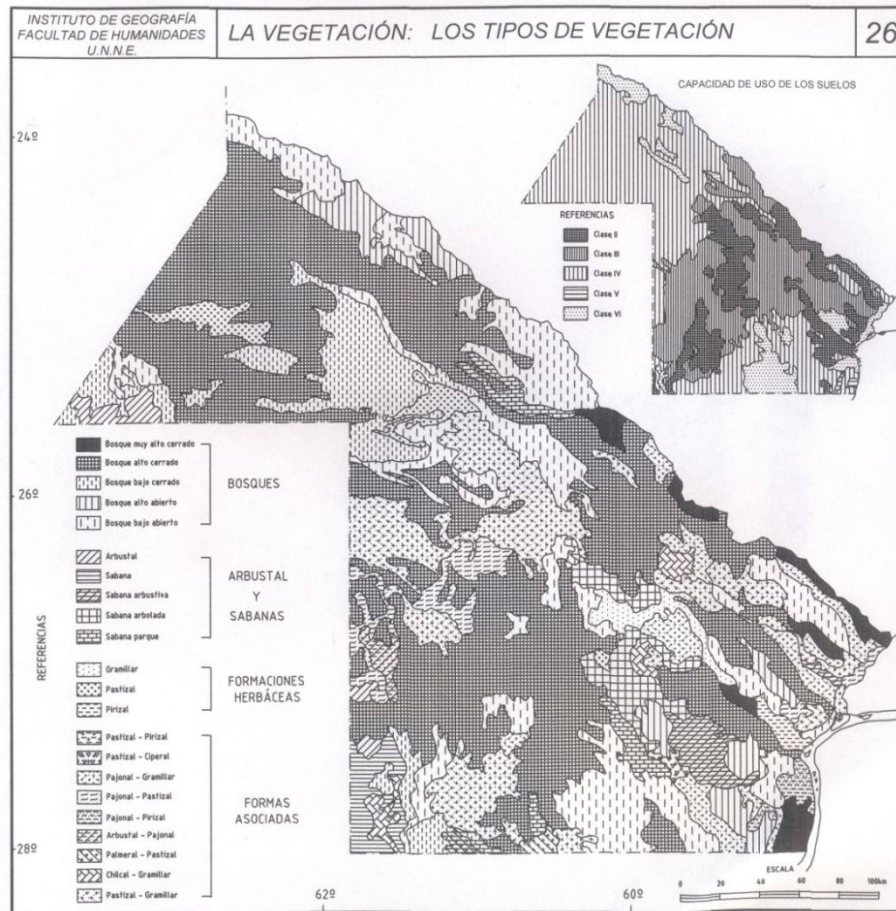 INSTITUTO DE GEOGRAFÍA
FACULTAD DE HUMANIDADES
U.N.N.E.
LA VEGETACIÓN: LOS TIPOS DE VEGETACIÓN
26
CAPACIDAD DE USO DE LOS SUELOS
REFERENCIAS
Clase II
Clase III
Clase IV
Clase V
Clase VI
24º
26º
28º
62º
60º
REFERENCIAS
Bosque muy alto cerrado
Bosque alto cerrado
Bosque bajo cerrado
Bosque alto abierto
Bosque bajo abierto
BOSQUES
Arbustal
Sabana
Sabana arbustiva
Sabana arbolada
Sabana parque
ARBUSTAL
Y
SABANAS
Gramillar
Pastizal
Pirizal
FORMACIONES
HERBÁCEAS
Pastizal - Pirizal
Pastizal - Ciperal
Pajonal - Gramillar
Pajonal - Pastizal
Pajonal - Pirizal
Arbustal - Pajonal
Palmeral - Pastizal
Chilcal - Gramillar
Pastizal - Gramillar
FORMAS
ASOCIADAS
ESCALA
0 20 40 60 80 100km